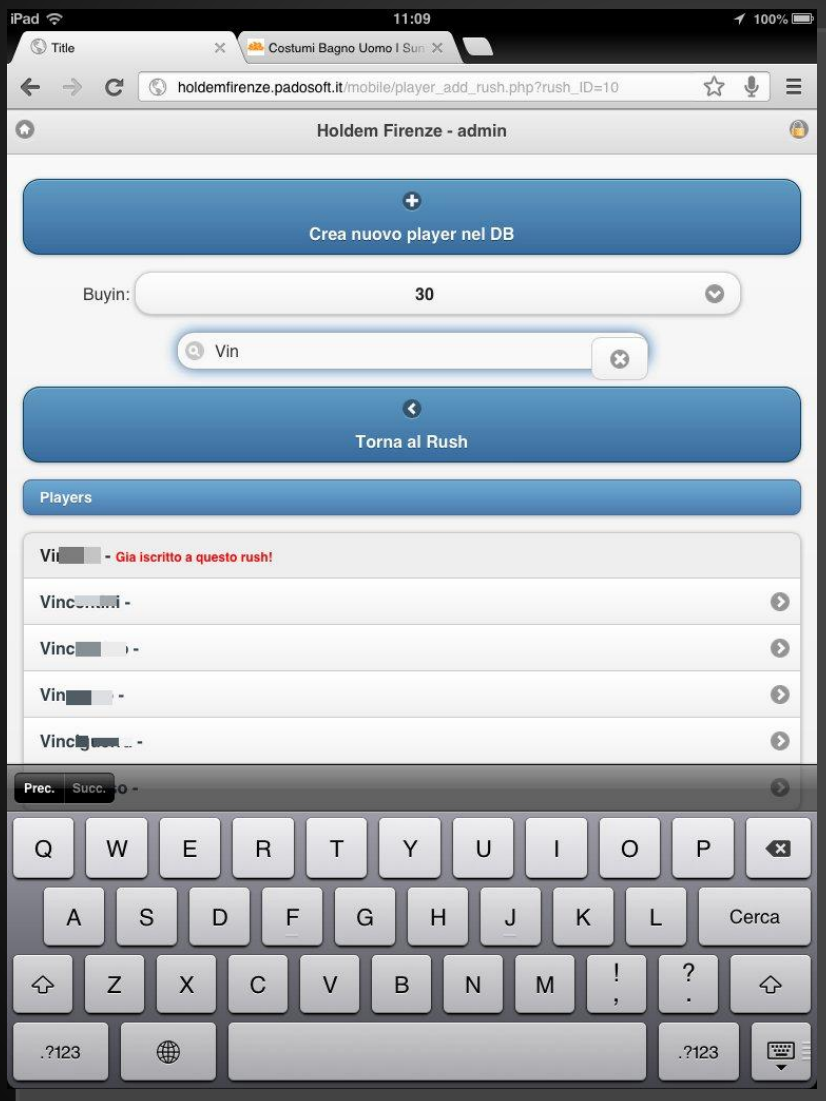 iPad 11:09 100%
Title Costumi Bagno Uomo I Sun
holdemfirenze.padosoft.it/mobile/player_add_rush.php?rush_ID=10
Holdem Firenze - admin
Crea nuovo player nel DB
Buyin: 30
Vin
Torna al Rush
Players
- Gia iscritto a questo rush!
Prec. Succ.
Q W E R T Y U I O P
A S D F G H J K L Cerca
Z X C V B N M ! , ? .
.?123 .?123